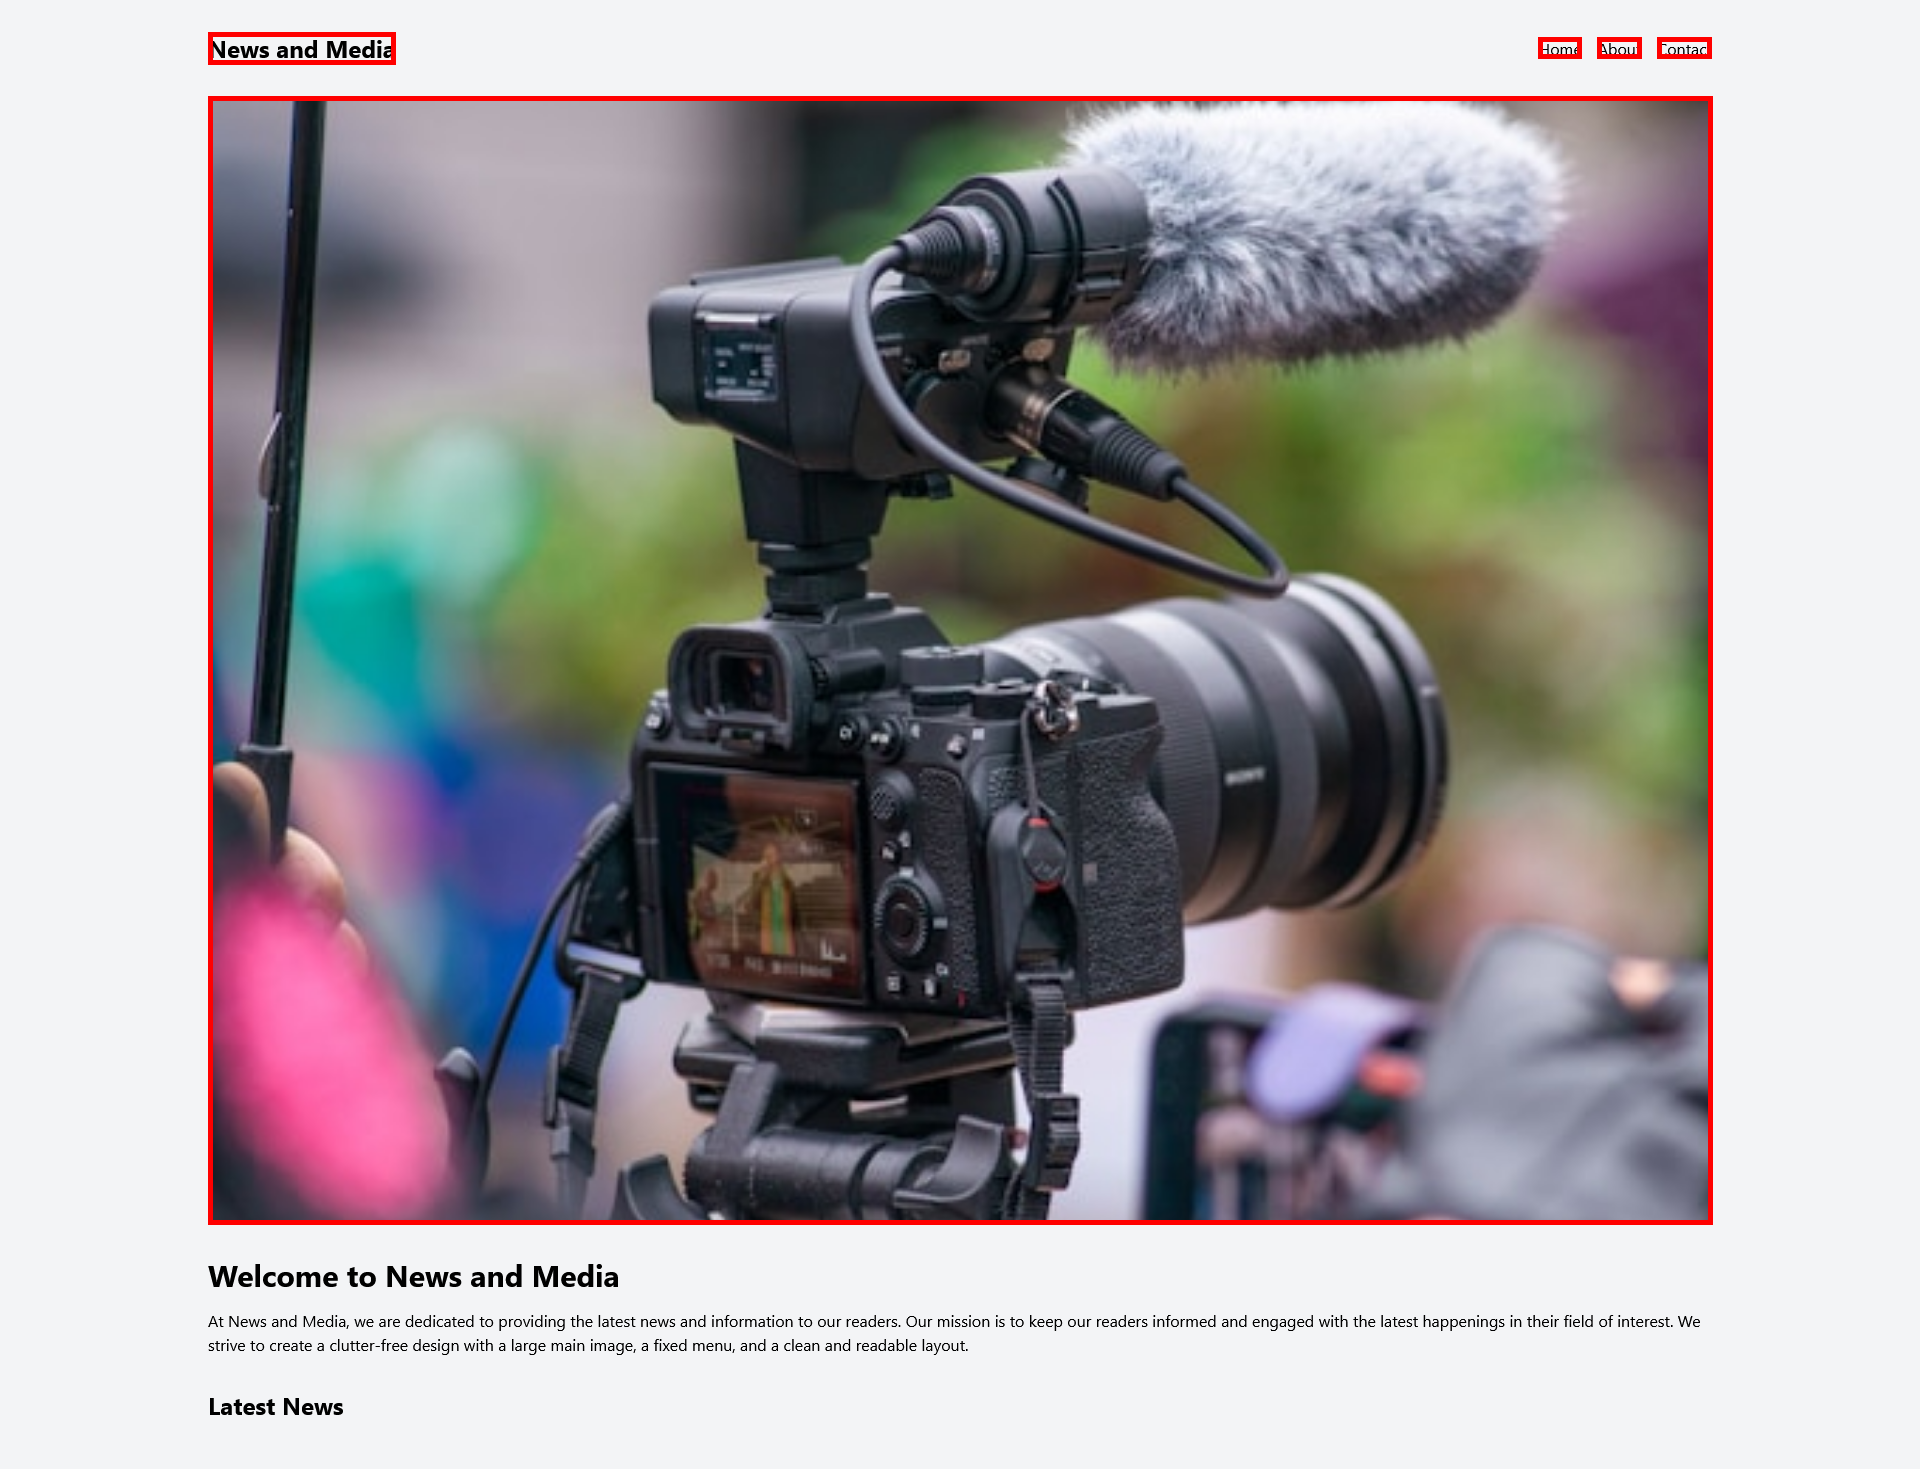 News and Media
Home About Contact
SONY
Welcome to News and Media
At News and Media, we are dedicated to providing the latest news and information to our readers. Our mission is to keep our readers informed and engaged with the latest happenings in their field of interest. We
strive to create a clutter-free design with a large main image, a fixed menu, and a clean and readable layout.
Latest News